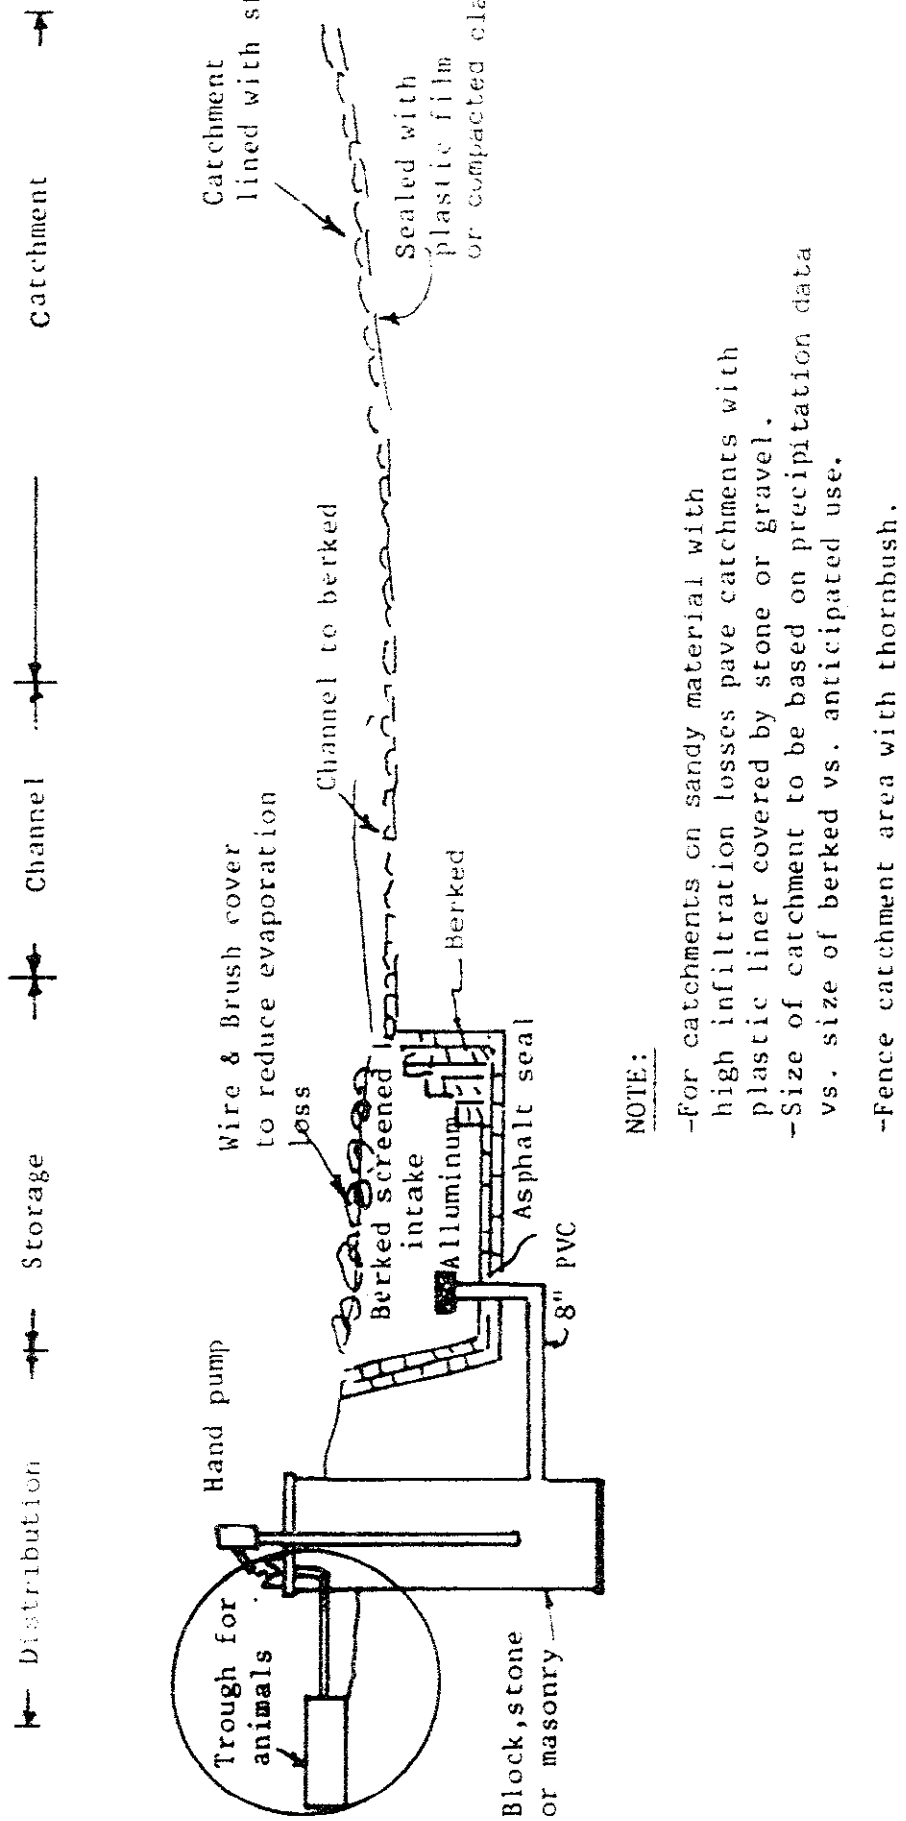 Distribution
Storage
Channel
Catchment
Hand pump
Wire & Brush cover
to reduce evaporation
loss
Channel to berked
Catchment
lined with
Trough for
animals
Berked screened
intake
Alluminum
Berked
Sealed with
plastic film
or compacted
Asphalt seal
8" PVC
Block,stone
or masonry
NOTE:
-For catchments on sandy material with
high infiltration losses pave catchments with
plastic liner covered by stone or gravel.
-Size of catchment to be based on precipitation data
vs. size of berked vs. anticipated use.
-Fence catchment area with thornbush.